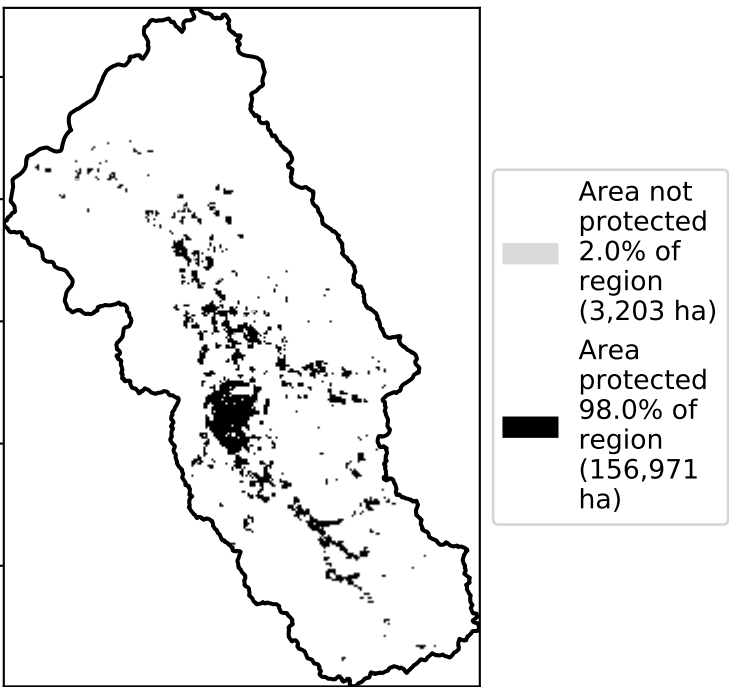 Area not
protected
2.0% of
region
(3,203 ha)
Area
protected
98.0% of
region
(156,971
ha)